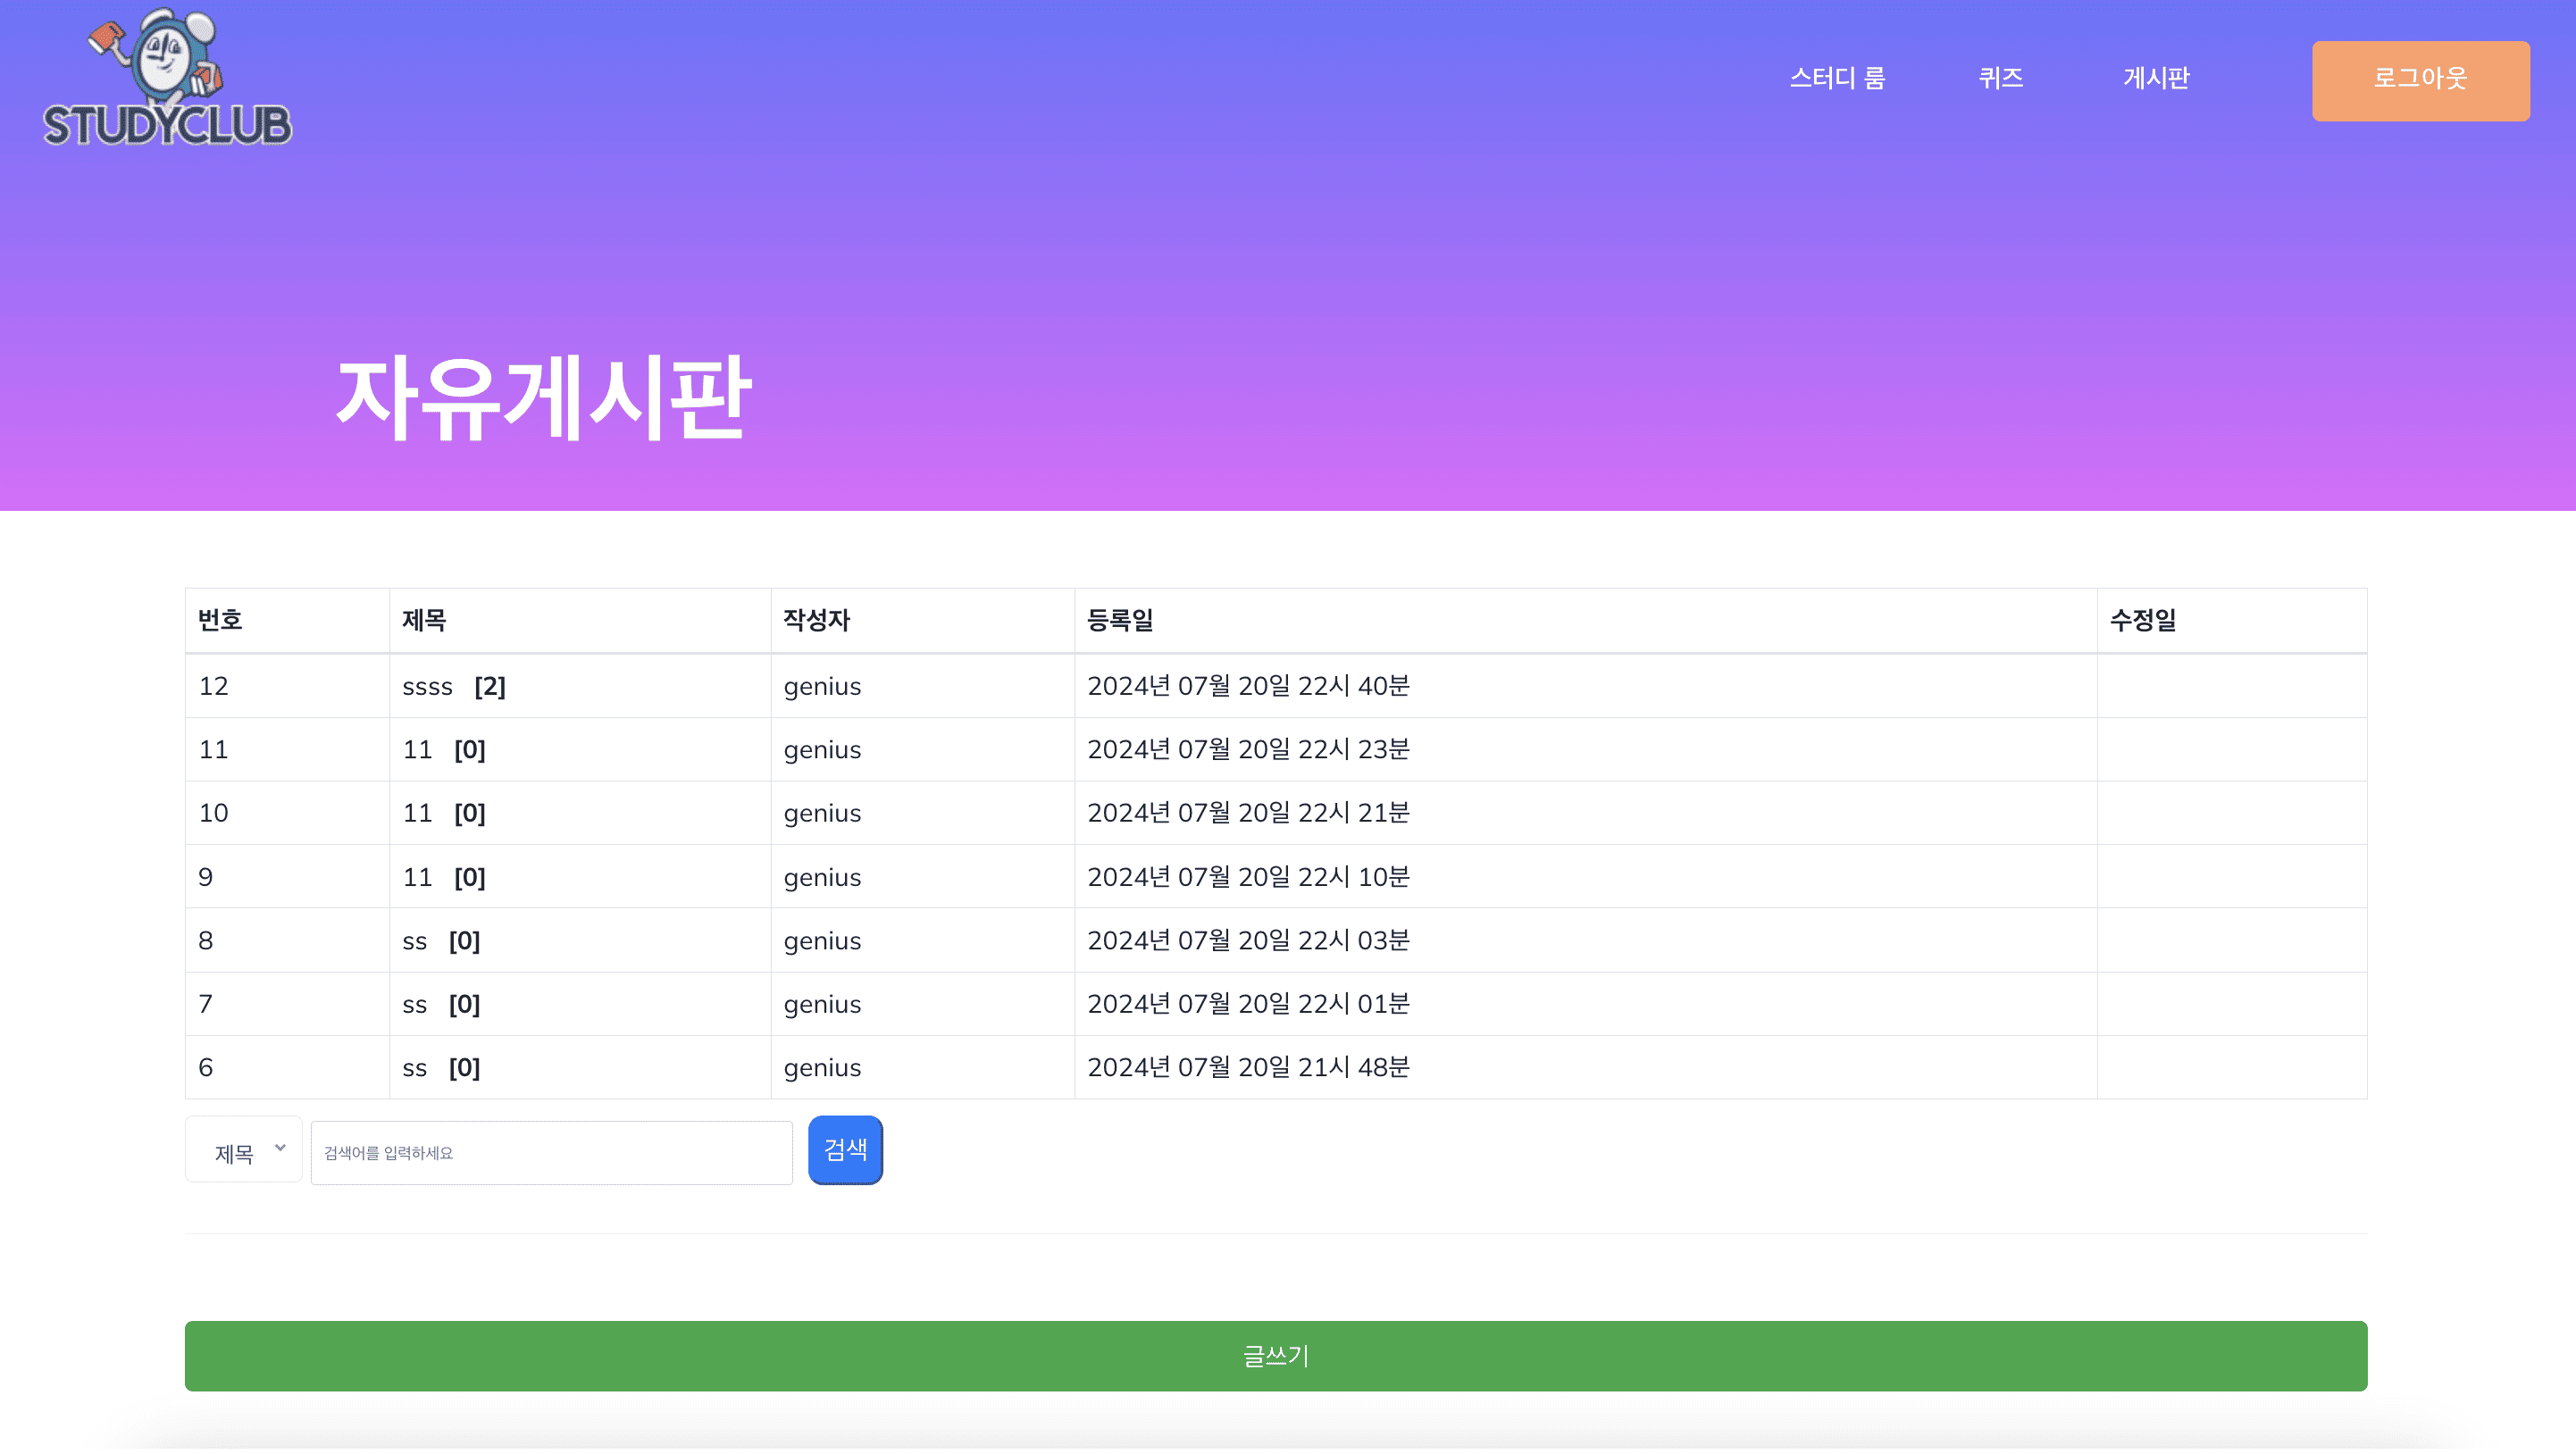 STUDYCLUB
스터디 룸 퀴즈 게시판 로그아웃
자유게시판
번호 제목 작성자 등록일 수정일
12 ssss [2] genius 2024년 07월 20일 22시 40분
11 11 [0] genius 2024년 07월 20일 22시 23분
10 11 [0] genius 2024년 07월 20일 22시 21분
9 11 [0] genius 2024년 07월 20일 22시 10분
8 ss [0] genius 2024년 07월 20일 22시 03분
7 ss [0] genius 2024년 07월 20일 22시 01분
6 ss [0] genius 2024년 07월 20일 21시 48분
제목 검색어를 입력하세요 검색
글쓰기